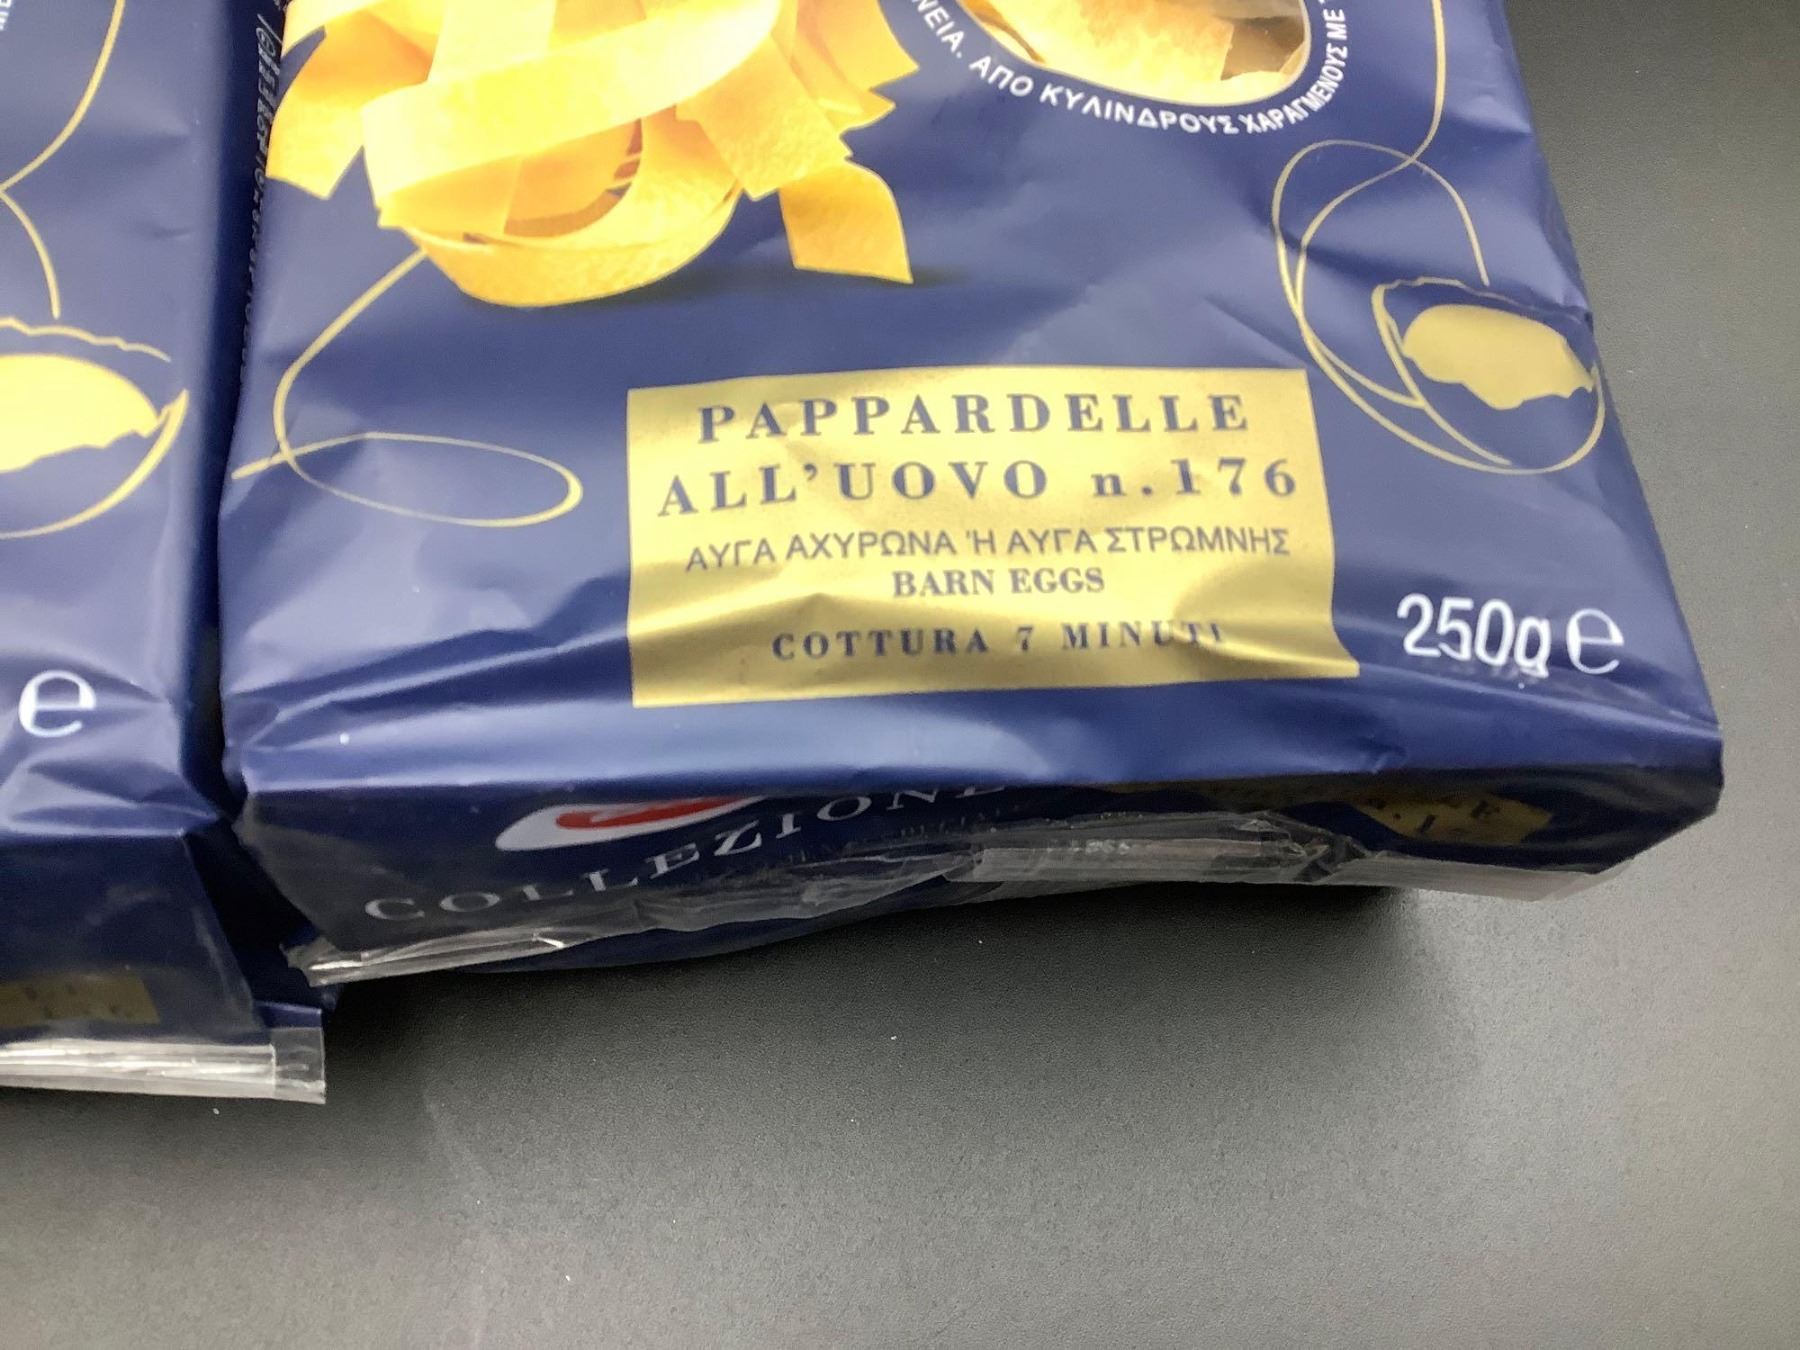 ΝΕΙΑ. ΑΠΟ ΚΥΛΙΝΔΡΟΥΣ ΧΑΡΑΓΜΕΝΟΥΣ ΜΕ
PAPPARDELLE
ALL'UOVO n.176
ΑΥΓΑ ΑΧΥΡΩΝΑ Ή ΑΥΓΑ ΣΤΡΩΜΝΗΣ
BARN EGGS
COTTURA 7 MINUTI
250g e
e
COLLEZIONE